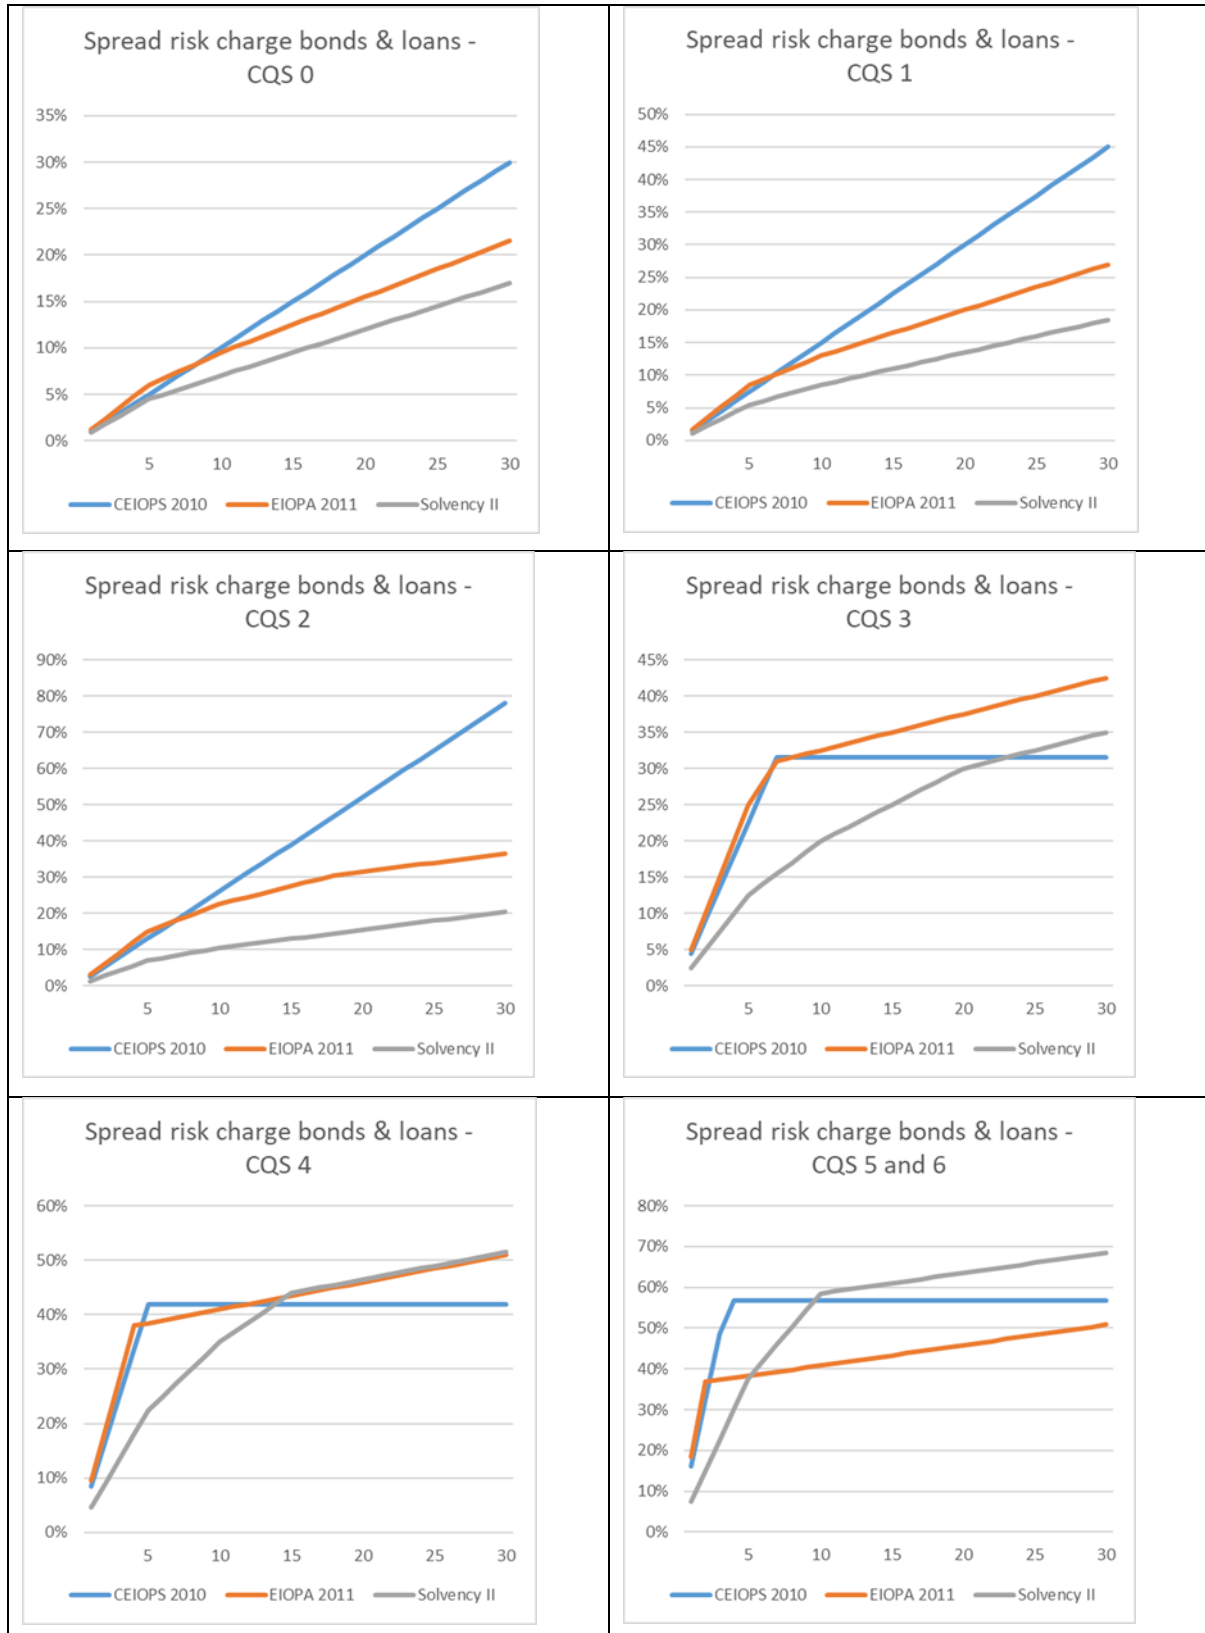 Spread risk charge bonds & loans -
CQS 0
35%
30%
25%
20%
15%
10%
5%
0%
5 10 15 20 25 30
CEIOPS 2010 EIOPA 2011 Solvency II
Spread risk charge bonds & loans -
CQS 1
50%
45%
40%
35%
30%
25%
20%
15%
10%
5%
0%
5 10 15 20 25 30
CEIOPS 2010 EIOPA 2011 Solvency II
Spread risk charge bonds & loans -
CQS 2
90%
80%
70%
60%
50%
40%
30%
20%
10%
0%
5 10 15 20 25 30
CEIOPS 2010 EIOPA 2011 Solvency II
Spread risk charge bonds & loans -
CQS 3
45%
40%
35%
30%
25%
20%
15%
10%
5%
0%
5 10 15 20 25 30
CEIOPS 2010 EIOPA 2011 Solvency II
Spread risk charge bonds & loans -
CQS 4
60%
50%
40%
30%
20%
10%
0%
5 10 15 20 25 30
CEIOPS 2010 EIOPA 2011 Solvency II
Spread risk charge bonds & loans -
CQS 5 and 6
80%
70%
60%
50%
40%
30%
20%
10%
0%
5 10 15 20 25 30
CEIOPS 2010 EIOPA 2011 Solvency II